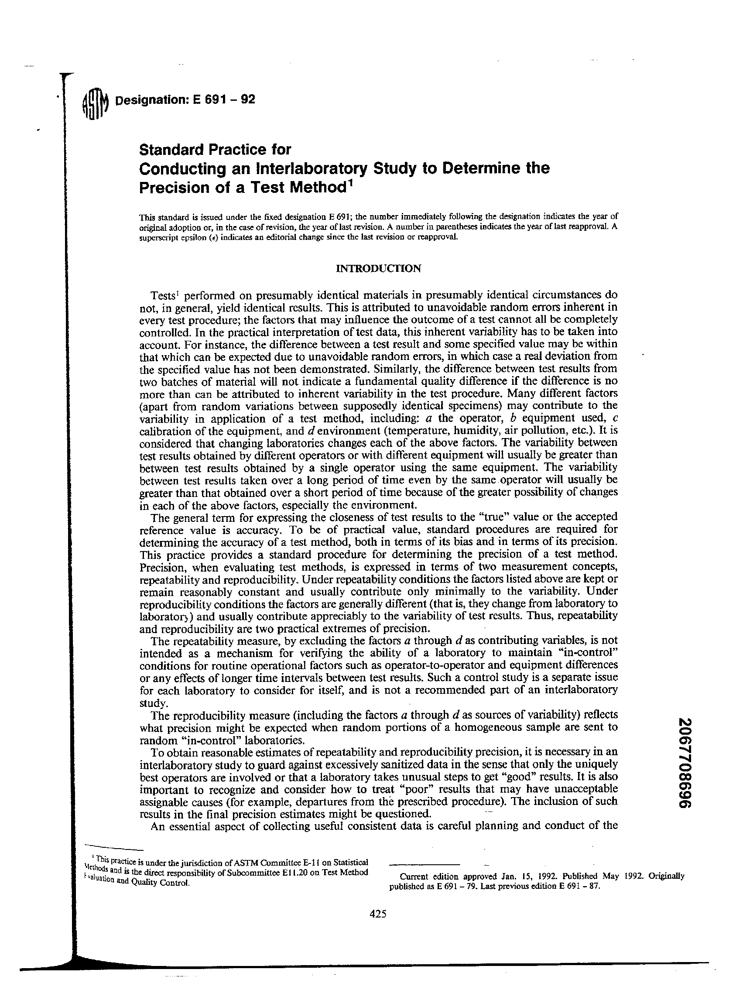 ASTM Designation: E 691 – 92
Standard Practice for
Conducting an Interlaboratory Study to Determine the
Precision of a Test Method¹
This standard is issued under the fixed designation E 691; the number immediately following the designation indicates the year of
original adoption or, in the case of revision, the year of last revision. A number in parentheses indicates the year of last reapproval. A
superscript epsilon (ε) indicates an editorial change since the last revision or reapproval.
INTRODUCTION
Tests¹ performed on presumably identical materials in presumably identical circumstances do
not, in general, yield identical results. This is attributed to unavoidable random errors inherent in
every test procedure; the factors that may influence the outcome of a test cannot all be completely
controlled. In the practical interpretation of test data, this inherent variability has to be taken into
account. For instance, the difference between a test result and some specified value may be within
that which can be expected due to unavoidable random errors, in which case a real deviation from
the specified value has not been demonstrated. Similarly, the difference between test results from
two batches of material will not indicate a fundamental quality difference if the difference is no
more than can be attributed to inherent variability in the test procedure. Many different factors
(apart from random variations between supposedly identical specimens) may contribute to the
variability in application of a test method, including: a the operator, b equipment used, c
calibration of the equipment, and d environment (temperature, humidity, air pollution, etc.). It is
considered that changing laboratories changes each of the above factors. The variability between
test results obtained by different operators or with different equipment will usually be greater than
between test results obtained by a single operator using the same equipment. The variability
between test results taken over a long period of time even by the same operator will usually be
greater than that obtained over a short period of time because of the greater possibility of changes
in each of the above factors, especially the environment.
The general term for expressing the closeness of test results to the “true” value or the accepted
reference value is accuracy. To be of practical value, standard procedures are required for
determining the accuracy of a test method, both in terms of its bias and in terms of its precision.
This practice provides a standard procedure for determining the precision of a test method.
Precision, when evaluating test methods, is expressed in terms of two measurement concepts,
repeatability and reproducibility. Under repeatability conditions the factors listed above are kept or
remain reasonably constant and usually contribute only minimally to the variability. Under
reproducibility conditions the factors are generally different (that is, they change from laboratory to
laboratory) and usually contribute appreciably to the variability of test results. Thus, repeatability
and reproducibility are two practical extremes of precision.
The repeatability measure, by excluding the factors a through d as contributing variables, is not
intended as a mechanism for verifying the ability of a laboratory to maintain “in-control”
conditions for routine operational factors such as operator-to-operator and equipment differences
or any effects of longer time intervals between test results. Such a control study is a separate issue
for each laboratory to consider for itself, and is not a recommended part of an interlaboratory
study.
The reproducibility measure (including the factors a through d as sources of variability) reflects
what precision might be expected when random portions of a homogeneous sample are sent to
random “in-control” laboratories.
To obtain reasonable estimates of repeatability and reproducibility precision, it is necessary in an
interlaboratory study to guard against excessively sanitized data in the sense that only the uniquely
best operators are involved or that a laboratory takes unusual steps to get “good” results. It is also
important to recognize and consider how to treat “poor” results that may have unacceptable
assignable causes (for example, departures from the prescribed procedure). The inclusion of such
results in the final precision estimates might be questioned.
An essential aspect of collecting useful consistent data is careful planning and conduct of the
¹ This practice is under the jurisdiction of ASTM Committee E-11 on Statistical
Methods and is the direct responsibility of Subcommittee E11.20 on Test Method
Evaluation and Quality Control.
Current edition approved Jan. 15, 1992. Published May 1992. Originally
published as E 691 – 79. Last previous edition E 691 – 87.
425
2067708696